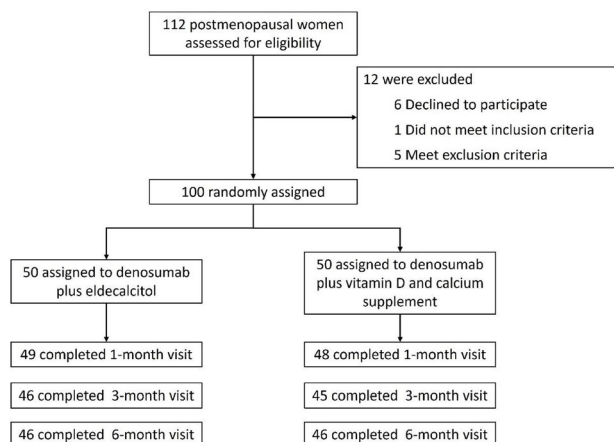 112 postmenopausal women
assessed for eligibility
12 were excluded
6 Declined to participate
1 Did not meet inclusion criteria
5 Meet exclusion criteria
100 randomly assigned
50 assigned to denosumab
plus eldecalcitol
50 assigned to denosumab
plus vitamin D and calcium
supplement
49 completed 1-month visit
48 completed 1-month visit
46 completed 3-month visit
45 completed 3-month visit
46 completed 6-month visit
46 completed 6-month visit